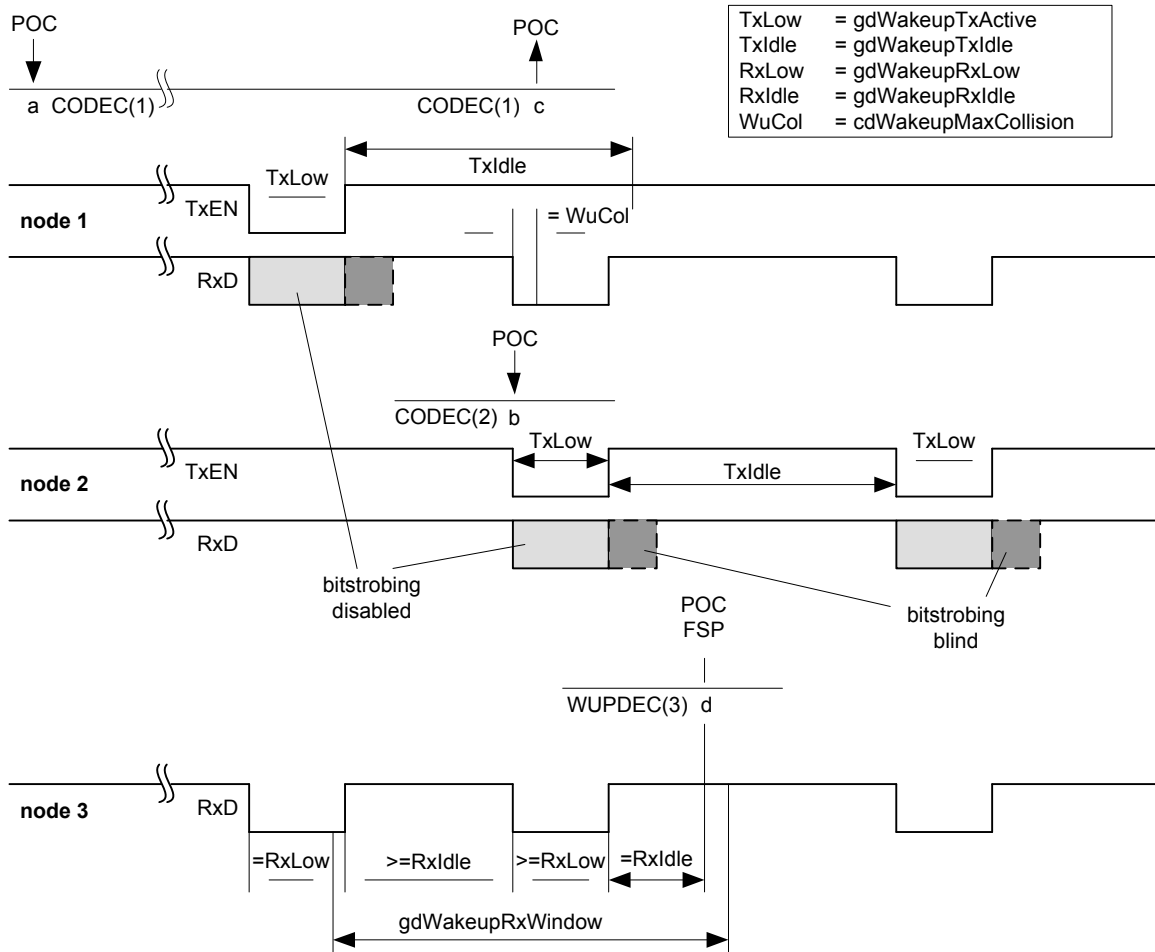 POC
POC
TxLow = gdWakeupTxActive
TxIdle = gdWakeupTxIdle
RxLow = gdWakeupRxLow
RxIdle = gdWakeupRxIdle
WuCol = cdWakeupMaxCollision
a CODEC(1)
CODEC(1) c
TxIdle
TxLow
TxEN
= WuCol
node 1
RxD
POC
CODEC(2) b
TxLow
TxLow
TxEN
TxIdle
node 2
RxD
bitstrobing
disabled
bitstrobing
blind
POC
FSP
WUPDEC(3) d
node 3
RxD
=RxLow
>=RxIdle
>=RxLow
=RxIdle
gdWakeupRxWindow